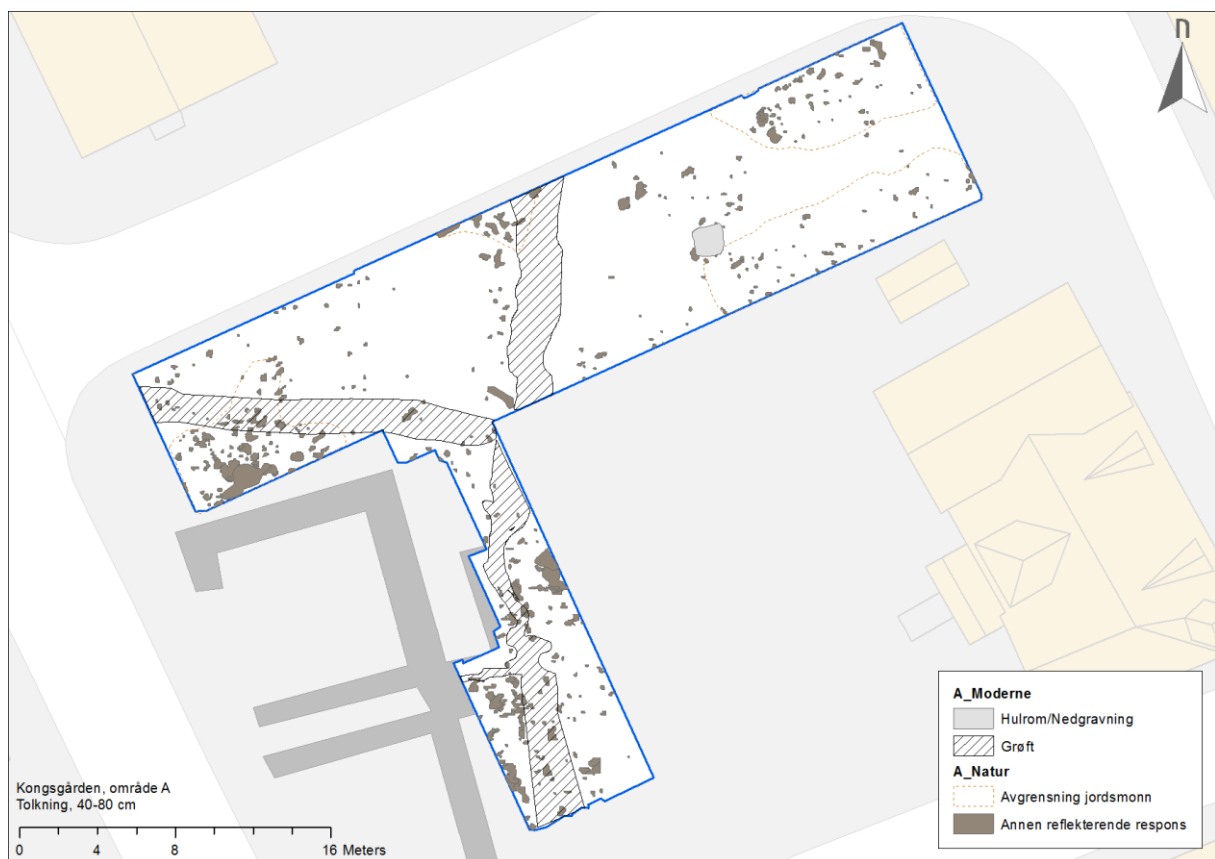 n
A_Moderne
Hulrom/Nedgravning
Grøft
A_Natur
Avgrensning jordsmonn
Annen reflekterende respons
Kongsgården, område A
Tolkning, 40-80 cm
0 4 8 16 Meters